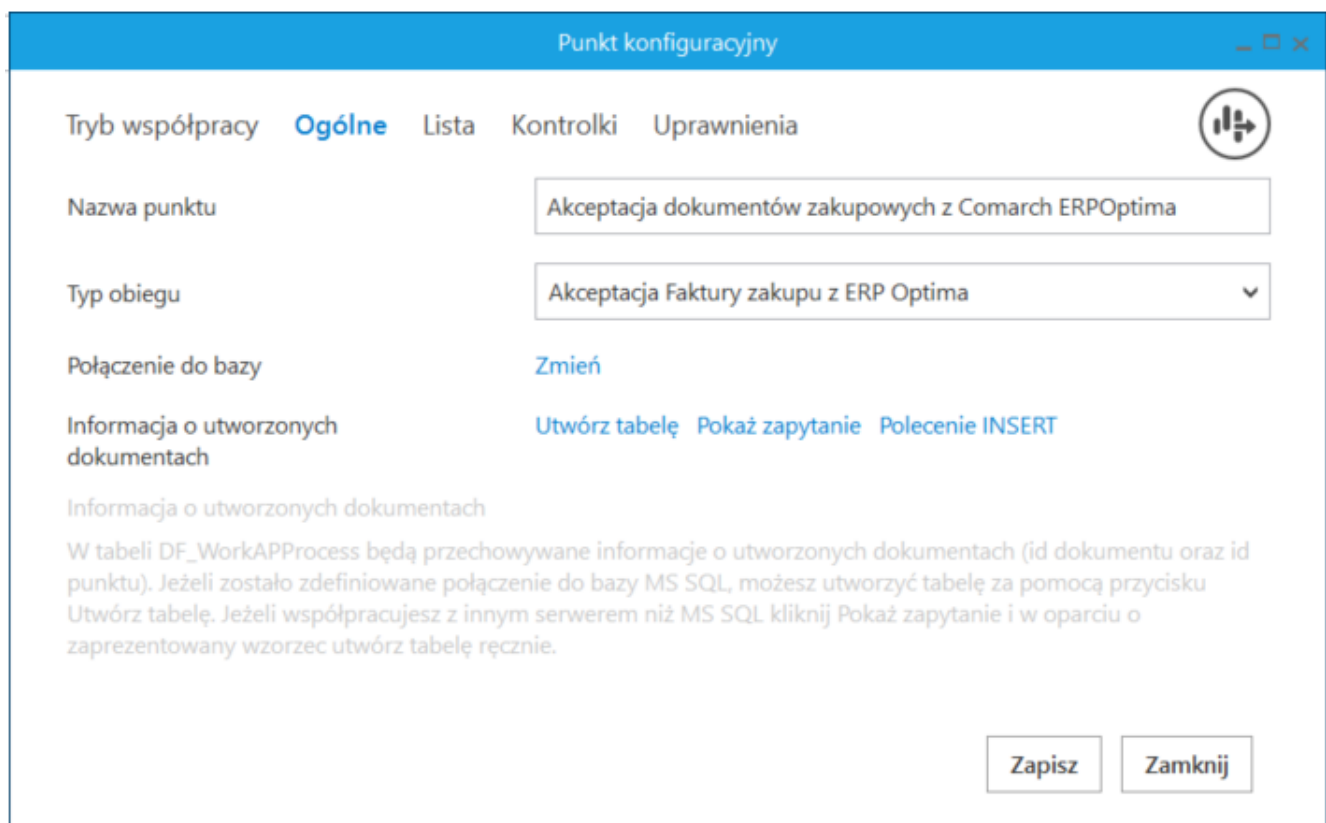 Punkt konfiguracyjny
Tryb współpracy Ogólne Lista Kontrolki Uprawnienia
Nazwa punktu Akceptacja dokumentów zakupowych z Comarch ERPOptima
Typ obiegu Akceptacja Faktury zakupu z ERP Optima
Połączenie do bazy Zmień
Informacja o utworzonych Utwórz tabelę Pokaż zapytanie Polecenie INSERT
dokumentach
Informacja o utworzonych dokumentach
W tabeli DF_WorkAPProcess będą przechowywane informacje o utworzonych dokumentach (id dokumentu oraz id
punktu). Jeżeli zostało zdefiniowane połączenie do bazy MS SQL, możesz utworzyć tabelę za pomocą przycisku
Utwórz tabelę. Jeżeli współpracujesz z innym serwerem niż MS SQL kliknij Pokaż zapytanie i w oparciu o
zaprezentowany wzorzec utwórz tabelę ręcznie.
Zapisz Zamknij